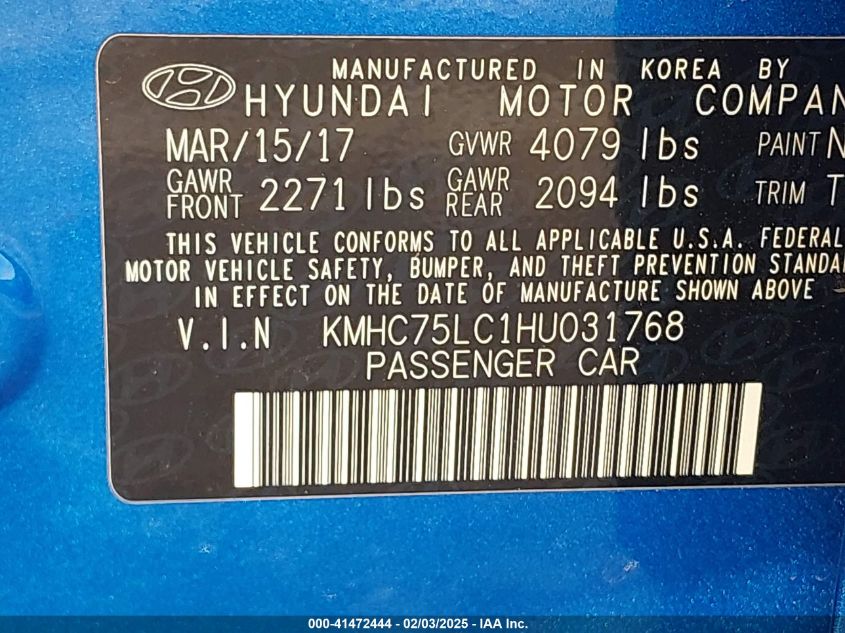 MANUFACTURED IN KOREA BY
HYUNDAI MOTOR COMPAN
MAR/15/17 GVWR 4079 lbs PAINT N
GAWR FRONT 2271 lbs GAWR REAR 2094 lbs TRIM T
THIS VEHICLE CONFORMS TO ALL APPLICABLE U.S.A. FEDERAL
MOTOR VEHICLE SAFETY, BUMPER, AND THEFT PREVENTION STANDA
IN EFFECT ON THE DATE OF MANUFACTURE SHOWN ABOVE
V.I.N KMHC75LC1HU031768
PASSENGER CAR
000-41472444 - 02/03/2025 - IAA Inc.